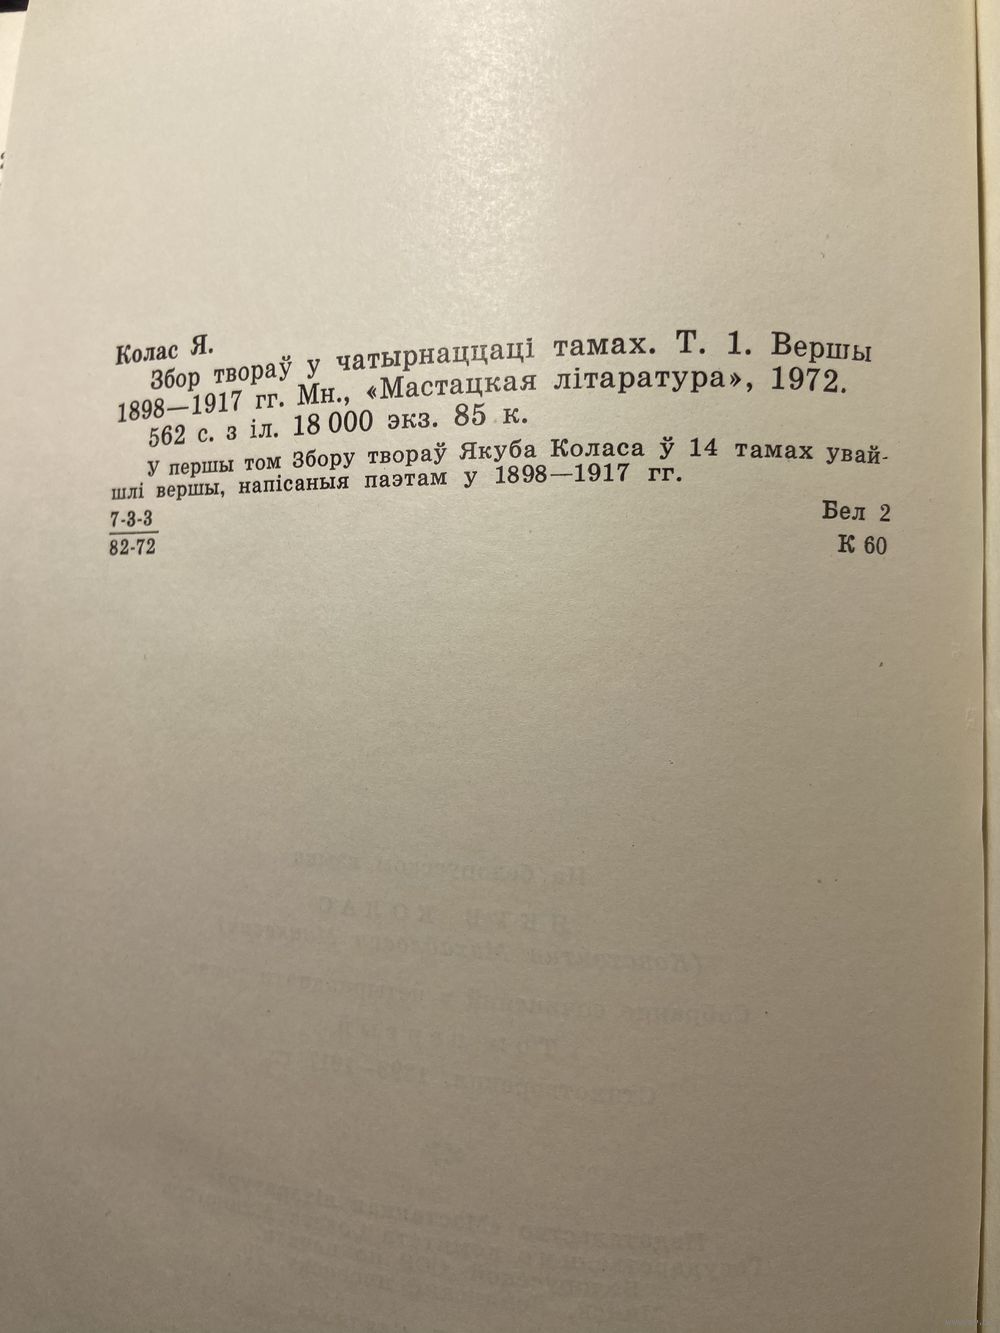 Колас Я.
Збор твораў у чатырнаццаці тамах. Т. 1. Вершы
1898—1917 гг. Мн., «Мастацкая літаратура», 1972.
562 с. з іл. 18 000 экз. 85 к.
У першы том Збору твораў Якуба Коласа ў 14 тамах увай-
шлі вершы, напісаныя паэтам у 1898—1917 гг.
7-3-3
82-72
Бел 2
К 60